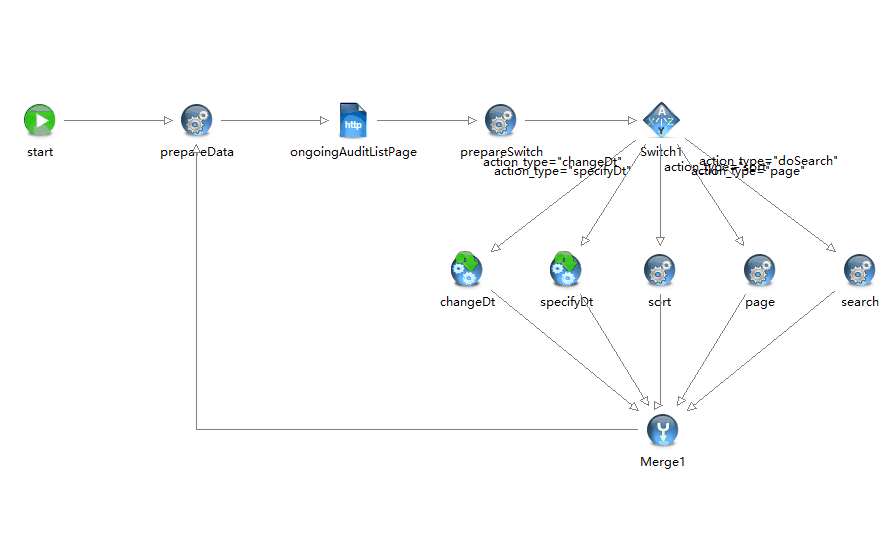 start
prepareData
http
ongoingAuditListPage
prepareSwitch
A
X Z
Y
Switch1
action_type="changeDt"
action_type="specifyDt"
action_type="sort"
action_type="doSearch"
action_type="page"
changeDt
specifyDt
sort
page
search
Merge1